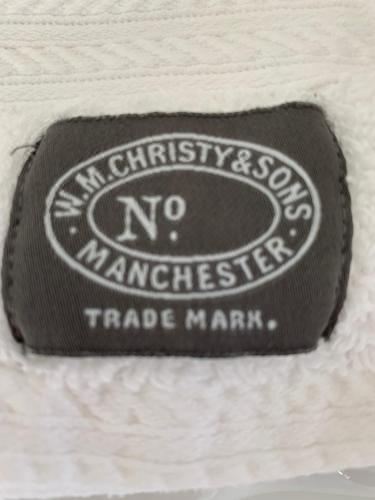 W.M.CHRISTY&SONS
Nº.
· MANCHESTER ·
TRADE MARK.